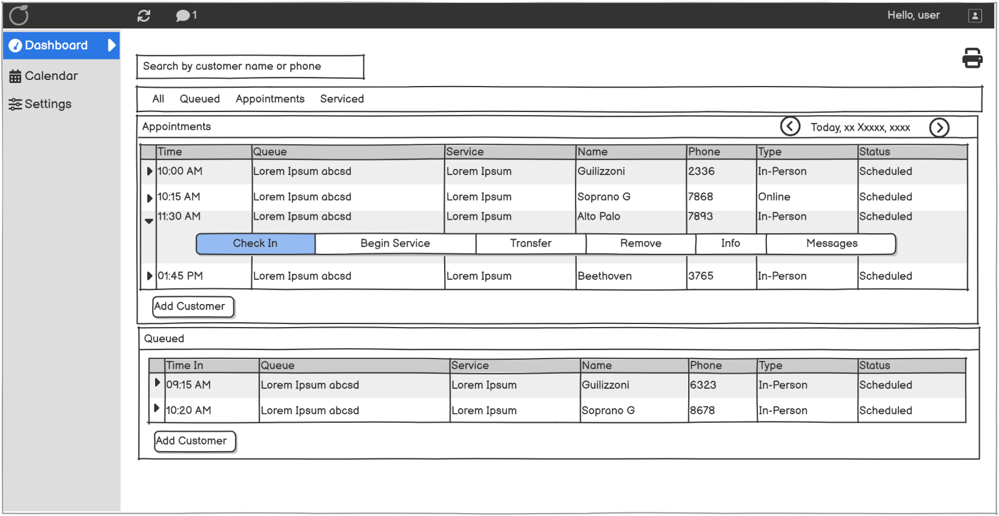 1 Hello, user
Dashboard
Calendar
Settings
Search by customer name or phone
All Queued Appointments Serviced
Appointments Today, xx Xxxxx, xxxx
Time Queue Service Name Phone Type Status
10:00 AM Lorem Ipsum abcsd Lorem Ipsum Guilizzoni 2336 In-Person Scheduled
10:15 AM Lorem Ipsum abcsd Lorem Ipsum Soprano G 7868 Online Scheduled
11:30 AM Lorem Ipsum abcsd Lorem Ipsum Alto Palo 7893 In-Person Scheduled
Check In Begin Service Transfer Remove Info Messages
01:45 PM Lorem Ipsum abcsd Lorem Ipsum Beethoven 3765 In-Person Scheduled
Add Customer
Queued
Time In Queue Service Name Phone Type Status
09:15 AM Lorem Ipsum abcsd Lorem Ipsum Guilizzoni 6323 In-Person Scheduled
10:20 AM Lorem Ipsum abcsd Lorem Ipsum Soprano G 8678 In-Person Scheduled
Add Customer